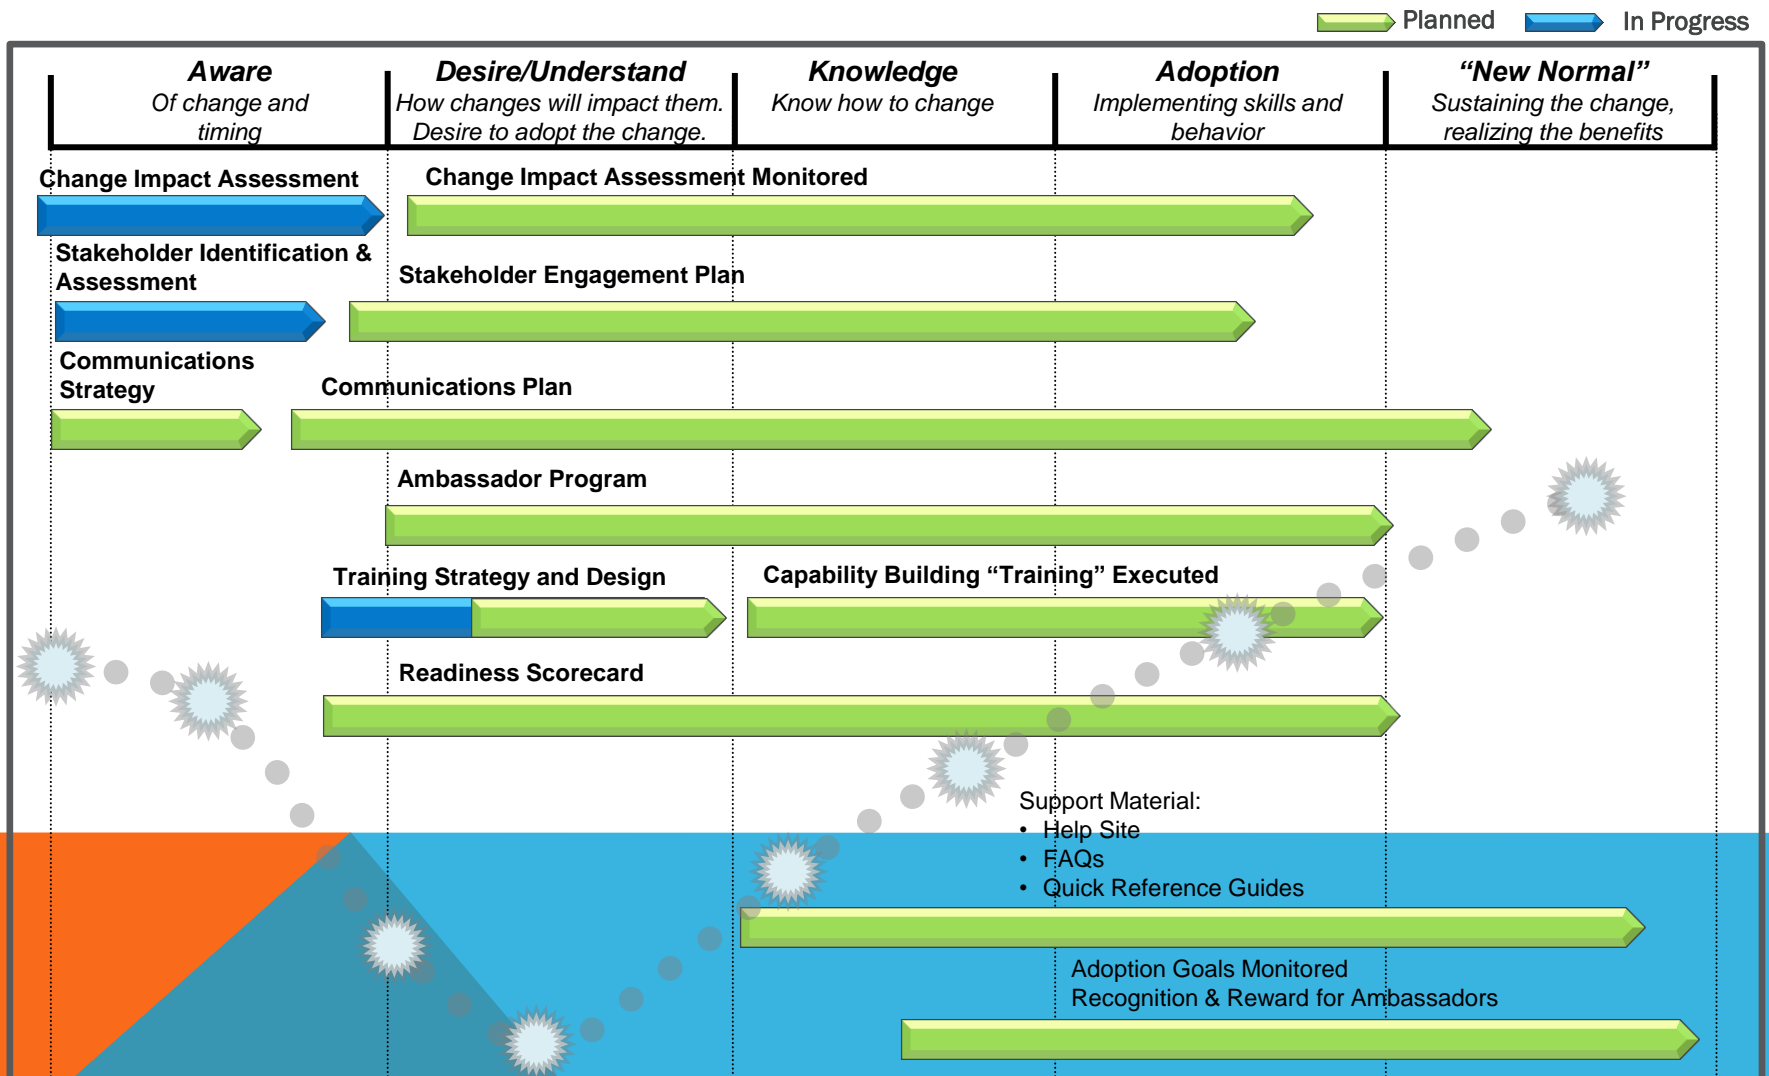 Planned In Progress
Aware
Of change and
timing
Desire/Understand
How changes will impact them.
Desire to adopt the change.
Knowledge
Know how to change
Adoption
Implementing skills and
behavior
“New Normal”
Sustaining the change,
realizing the benefits
Change Impact Assessment
Change Impact Assessment Monitored
Stakeholder Identification &
Assessment
Stakeholder Engagement Plan
Communications
Strategy
Communications Plan
Ambassador Program
Training Strategy and Design
Capability Building “Training” Executed
Readiness Scorecard
Support Material:
• Help Site
• FAQs
• Quick Reference Guides
Adoption Goals Monitored
Recognition & Reward for Ambassadors